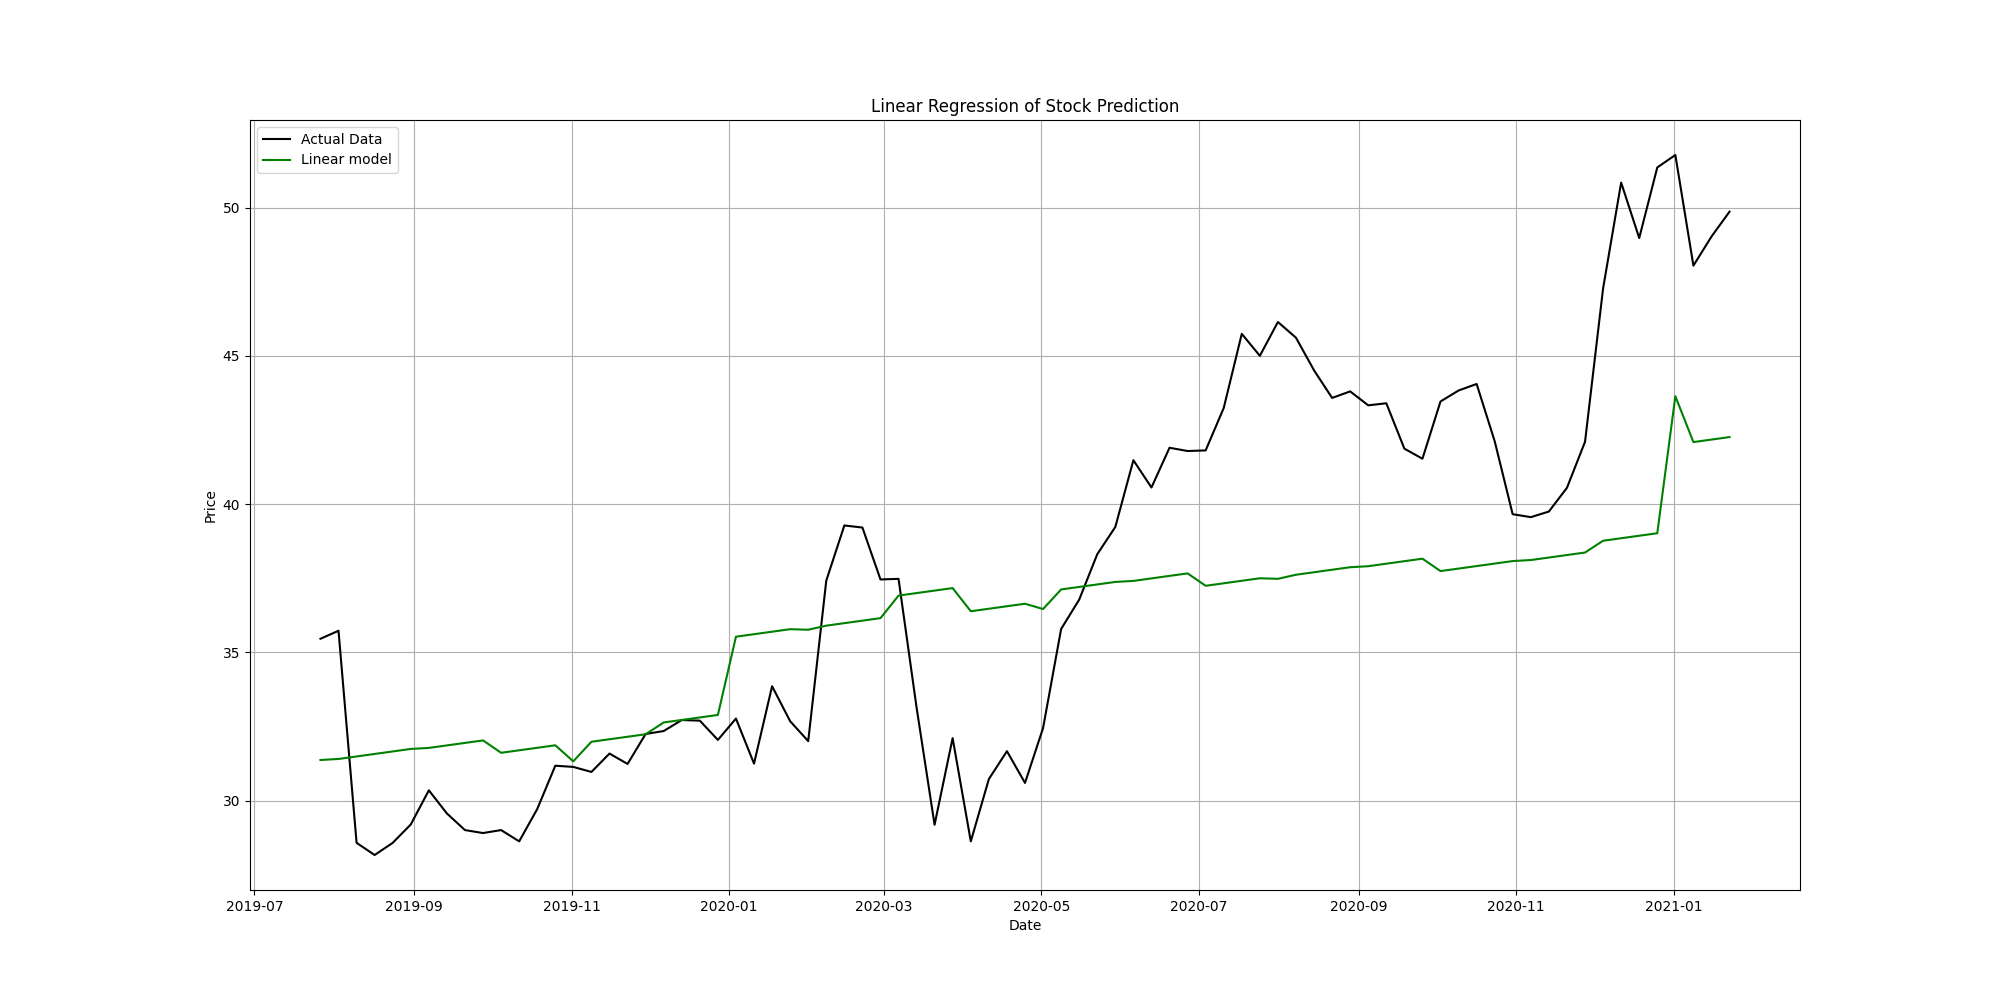 Linear Regression of Stock Prediction
Actual Data
Linear model
50
45
40
35
30
Price
2019-07 2019-09 2019-11 2020-01 2020-03 2020-05 2020-07 2020-09 2020-11 2021-01
Date